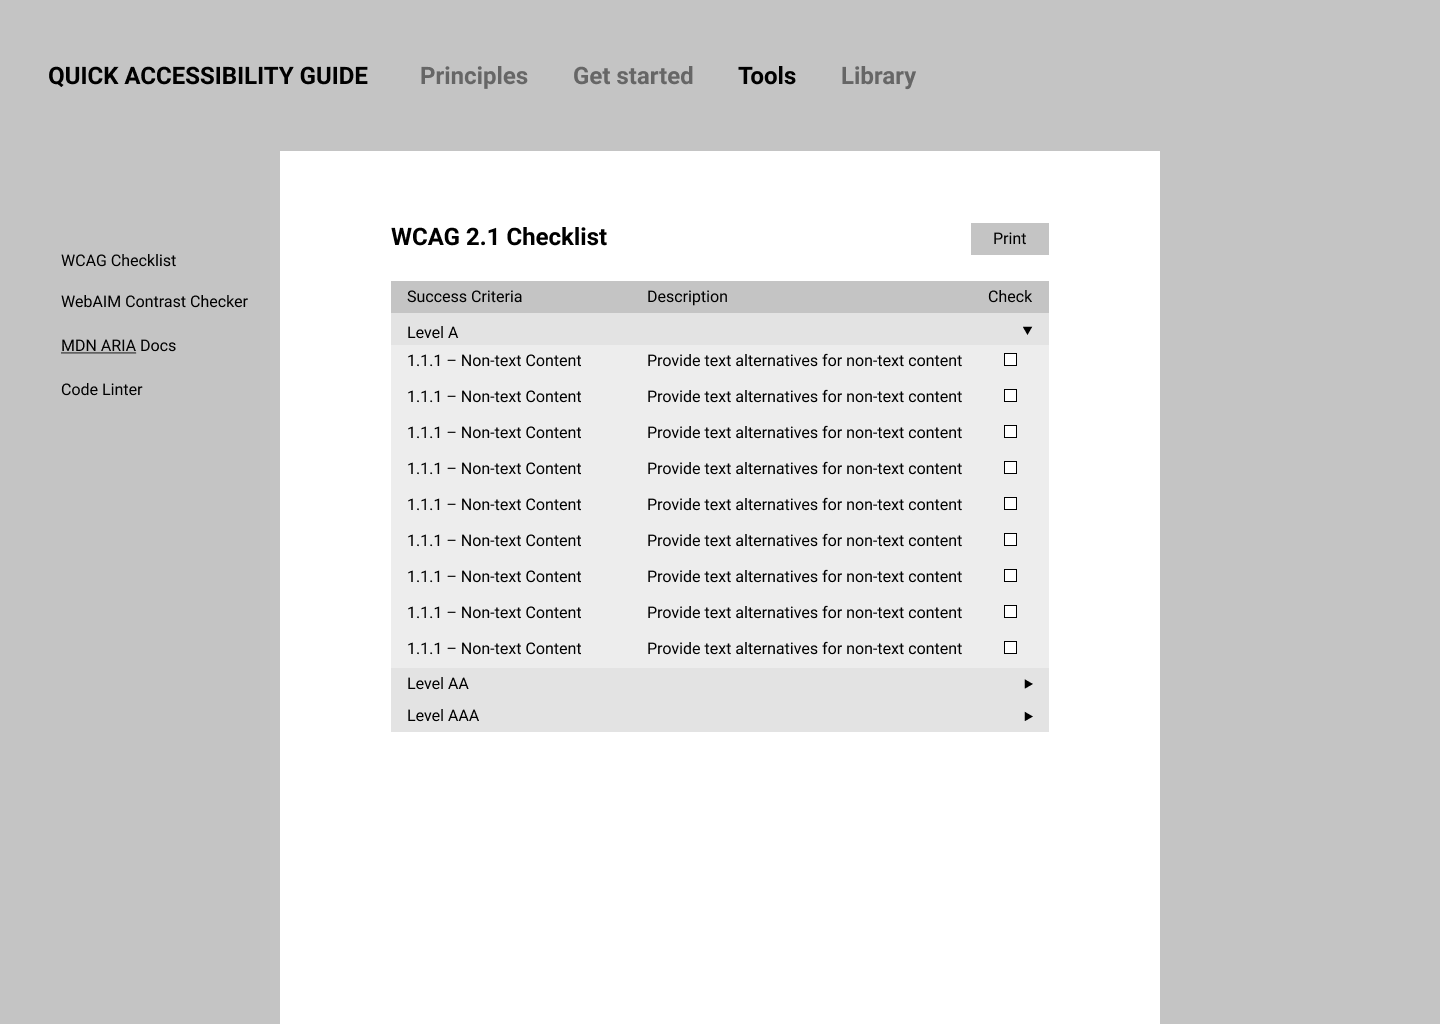 QUICK ACCESSIBILITY GUIDE Principles Get started Tools Library
WCAG Checklist
WebAIM Contrast Checker
MDN ARIA Docs
Code Linter
WCAG 2.1 Checklist Print
Success Criteria Description Check
Level A
1.1.1 – Non-text Content Provide text alternatives for non-text content
1.1.1 – Non-text Content Provide text alternatives for non-text content
1.1.1 – Non-text Content Provide text alternatives for non-text content
1.1.1 – Non-text Content Provide text alternatives for non-text content
1.1.1 – Non-text Content Provide text alternatives for non-text content
1.1.1 – Non-text Content Provide text alternatives for non-text content
1.1.1 – Non-text Content Provide text alternatives for non-text content
1.1.1 – Non-text Content Provide text alternatives for non-text content
1.1.1 – Non-text Content Provide text alternatives for non-text content
Level AA
Level AAA